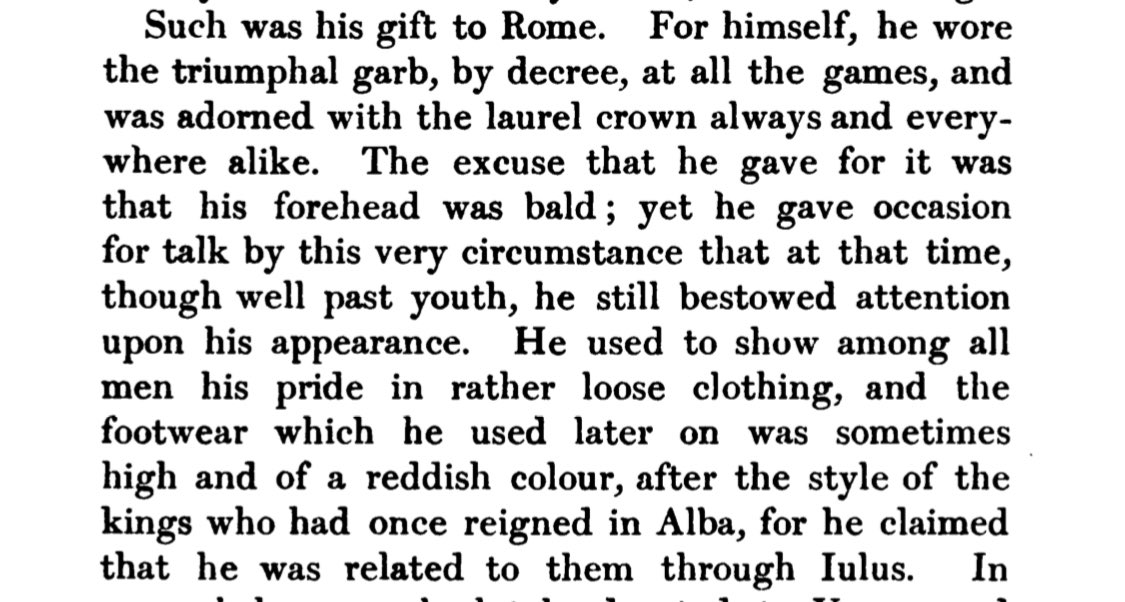 Such was his gift to Rome. For himself, he wore
the triumphal garb, by decree, at all the games, and
was adorned with the laurel crown always and every-
where alike. The excuse that he gave for it was
that his forehead was bald; yet he gave occasion
for talk by this very circumstance that at that time,
though well past youth, he still bestowed attention
upon his appearance. He used to show among all
men his pride in rather loose clothing, and the
footwear which he used later on was sometimes
high and of a reddish colour, after the style of the
kings who had once reigned in Alba, for he claimed
that he was related to them through Iulus. In